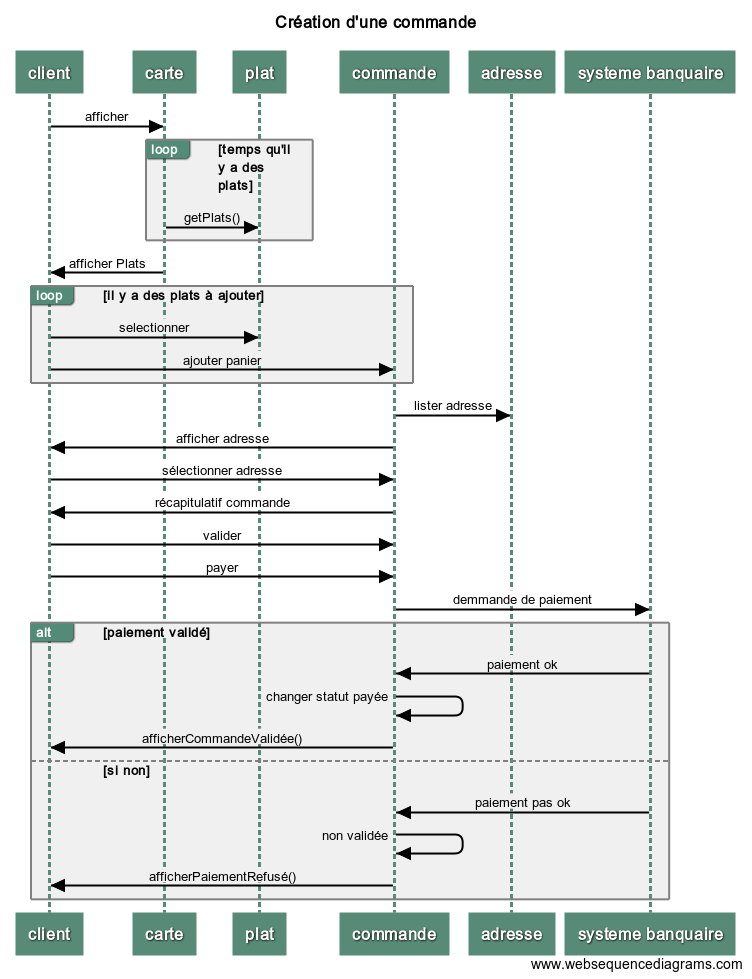 Création d'une commande
client
carte
plat
commande
adresse
systeme banquaire
afficher
loop
[temps qu'il
y a des
plats]
getPlats()
afficher Plats
loop
[il y a des plats à ajouter]
selectionner
ajouter panier
lister adresse
afficher adresse
sélectionner adresse
récapitulatif commande
valider
payer
demmande de paiement
alt
[paiement validé]
paiement ok
changer statut payée
afficherCommandeValidée()
[si non]
paiement pas ok
non validée
afficherPaiementRefusé()
client
carte
plat
commande
adresse
systeme banquaire
www.websequencediagrams.com